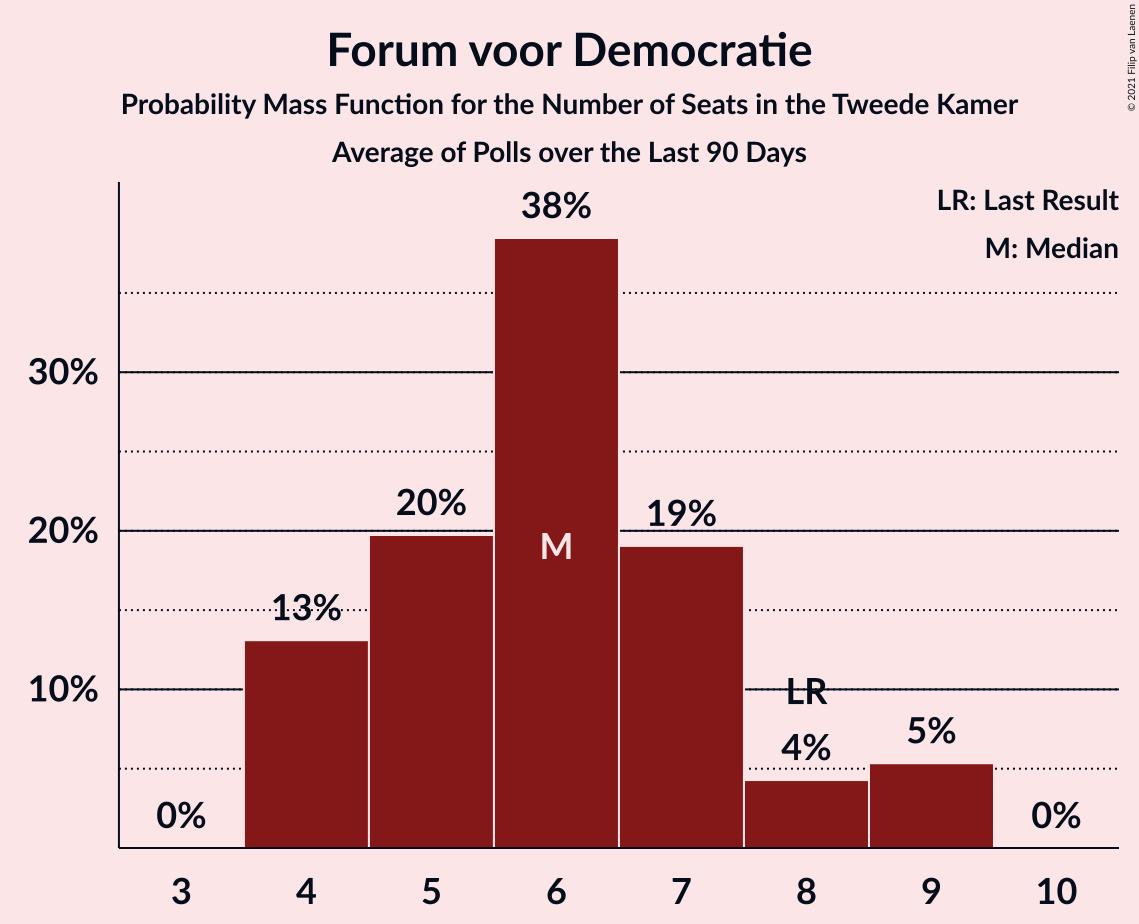 Forum voor Democratie
Probability Mass Function for the Number of Seats in the Tweede Kamer
Average of Polls over the Last 90 Days
© 2021 Filip van Laenen
LR: Last Result
M: Median
38%
30%
20%
19%
20%
M
13%
10%
LR
4%
5%
0%
0%
3 4 5 6 7 8 9 10